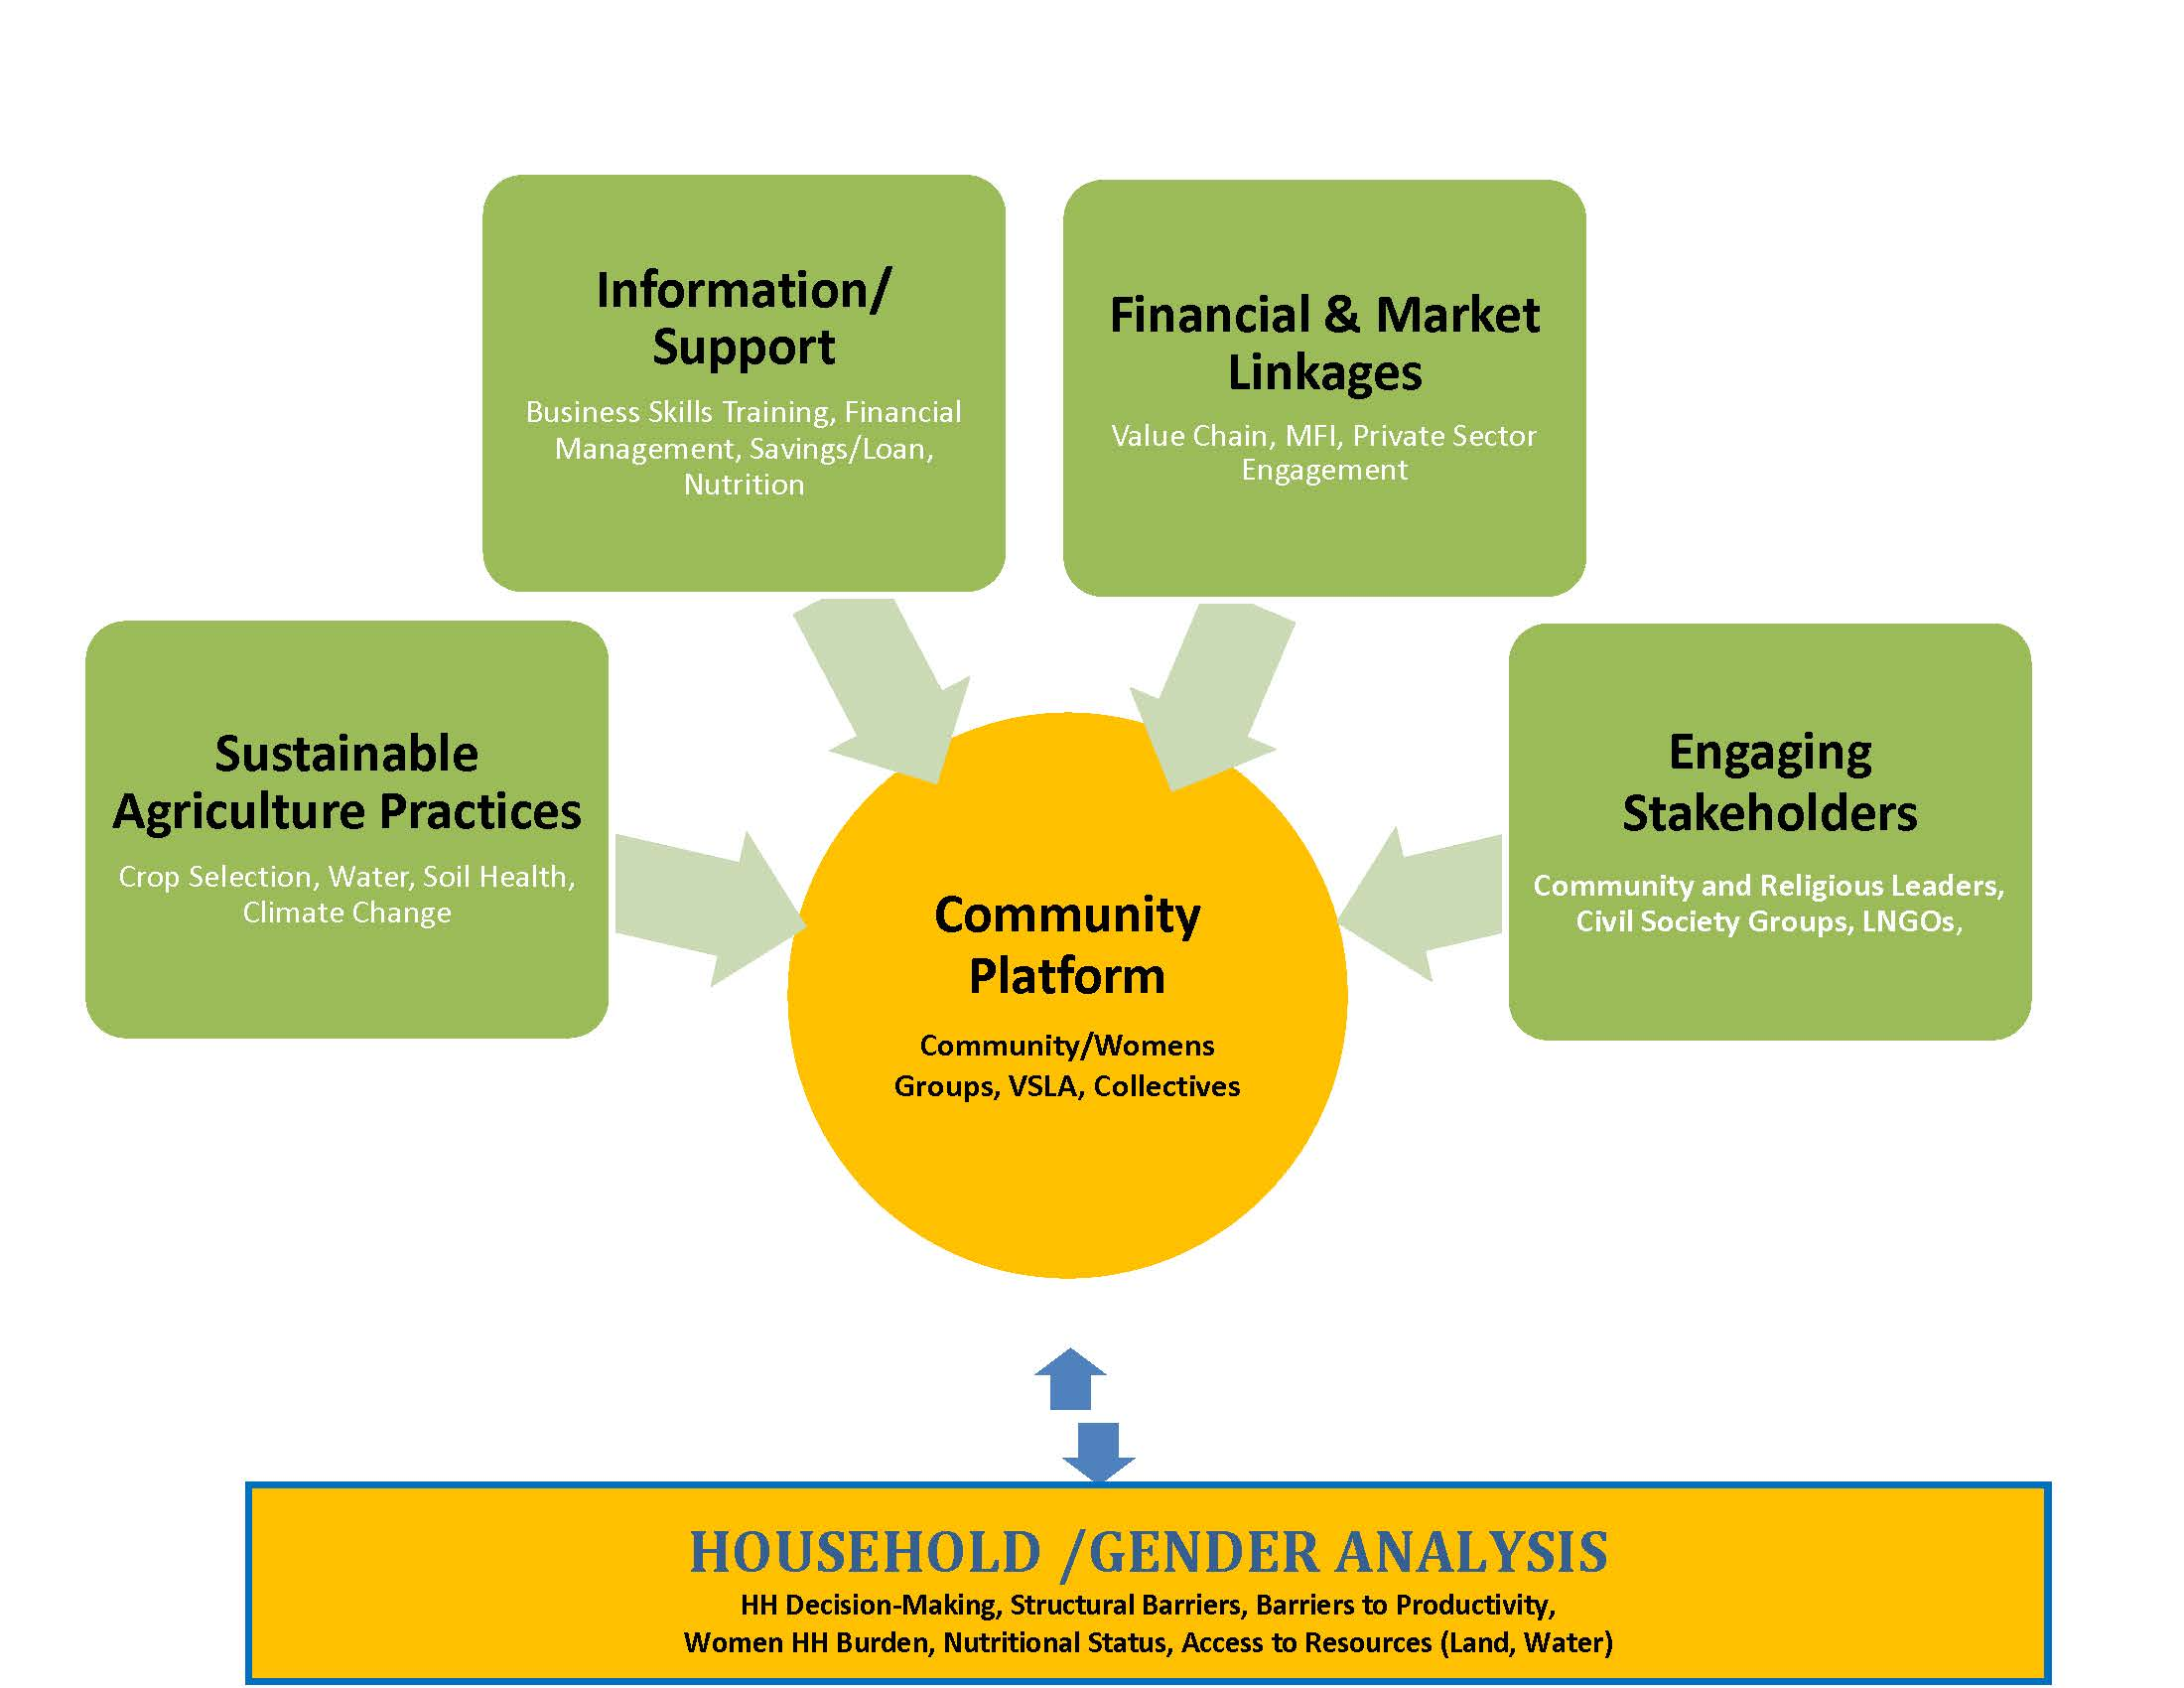 Information/
Support
Business Skills Training, Financial
Management, Savings/Loan,
Nutrition
Financial & Market
Linkages
Value Chain, MFI, Private Sector
Engagement
Sustainable
Agriculture Practices
Crop Selection, Water, Soil Health,
Climate Change
Engaging
Stakeholders
Community and Religious Leaders,
Civil Society Groups, LNGOs,
Community
Platform
Community/Womens
Groups, VSLA, Collectives
HOUSEHOLD /GENDER ANALYSIS
HH Decision-Making, Structural Barriers, Barriers to Productivity,
Women HH Burden, Nutritional Status, Access to Resources (Land, Water)